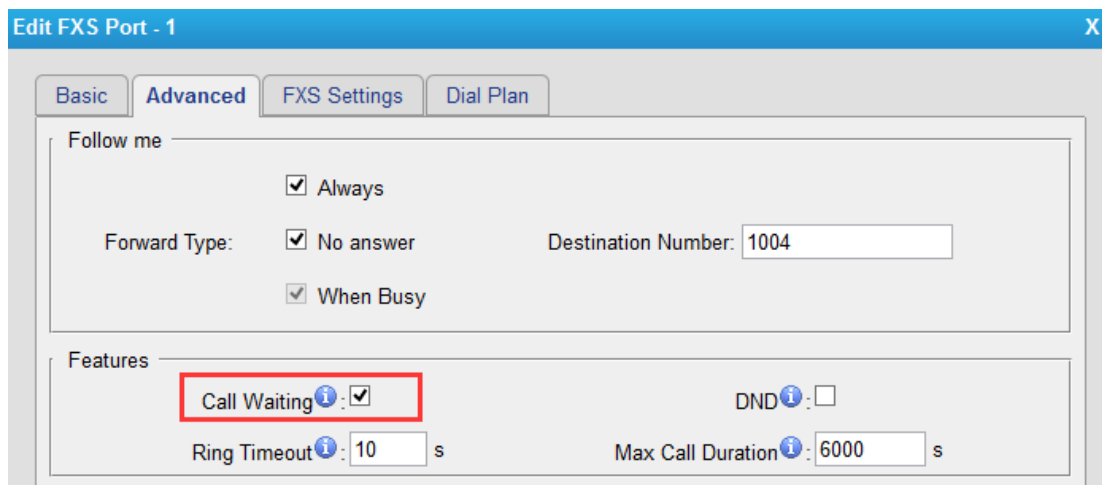 Edit FXS Port - 1 X
Basic Advanced FXS Settings Dial Plan
Follow me
Always
Forward Type: No answer Destination Number: 1004
When Busy
Features
Call Waiting i : DND i :
Ring Timeout i : 10 s Max Call Duration i : 6000 s